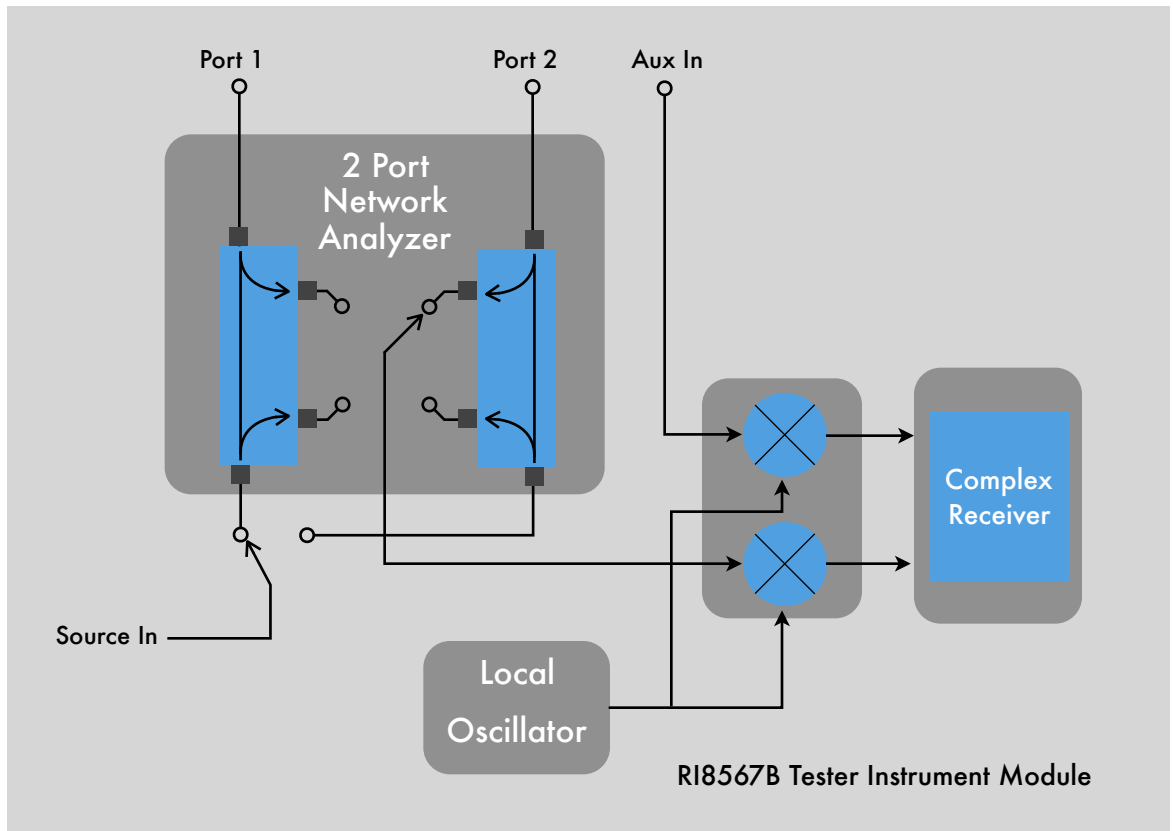 Port 1
Port 2
Aux In
2 Port
Network
Analyzer
Complex
Receiver
Source In
Local
Oscillator
RI8567B Tester Instrument Module